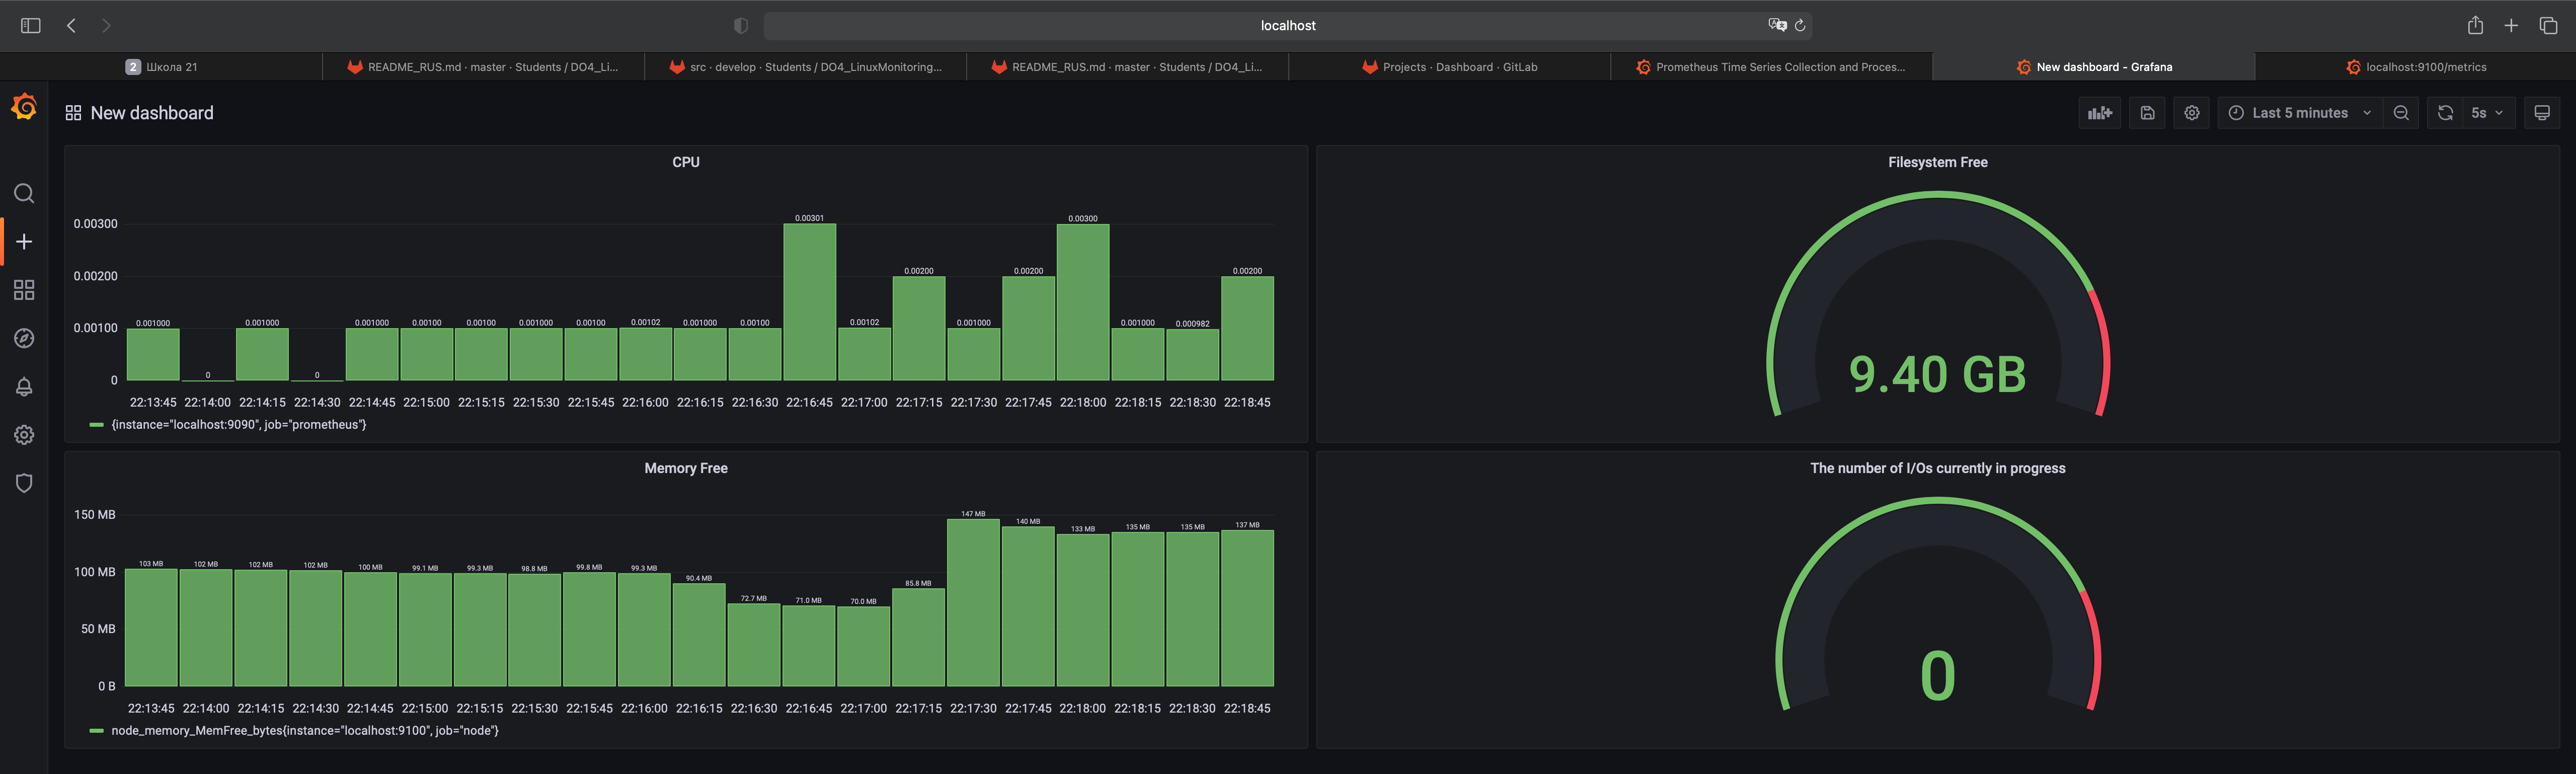 localhost
2 Школа 21
README_RUS.md · master · Students / DO4_Li...
src · develop · Students / DO4_LinuxMonitoring...
README_RUS.md · master · Students / DO4_Li...
Projects · Dashboard · GitLab
Prometheus Time Series Collection and Proces...
New dashboard - Grafana
localhost:9100/metrics
New dashboard
Last 5 minutes
5s
CPU
0.00300
0.00200
0.00100
0
0.001000 0 0.001000 0 0.001000 0.00100 0.00100 0.001000 0.00100 0.00102 0.001000 0.00100 0.00301 0.00102 0.00200 0.001000 0.00200 0.00300 0.001000 0.000982 0.00200
22:13:45 22:14:00 22:14:15 22:14:30 22:14:45 22:15:00 22:15:15 22:15:30 22:15:45 22:16:00 22:16:15 22:16:30 22:16:45 22:17:00 22:17:15 22:17:30 22:17:45 22:18:00 22:18:15 22:18:30 22:18:45
{instance="localhost:9090", job="prometheus"}
Filesystem Free
9.40 GB
Memory Free
150 MB
100 MB
50 MB
0 B
103 MB 102 MB 102 MB 102 MB 100 MB 99.1 MB 99.3 MB 98.8 MB 99.8 MB 99.3 MB 90.4 MB 72.7 MB 71.0 MB 70.0 MB 85.8 MB 147 MB 140 MB 133 MB 135 MB 135 MB 137 MB
22:13:45 22:14:00 22:14:15 22:14:30 22:14:45 22:15:00 22:15:15 22:15:30 22:15:45 22:16:00 22:16:15 22:16:30 22:16:45 22:17:00 22:17:15 22:17:30 22:17:45 22:18:00 22:18:15 22:18:30 22:18:45
node_memory_MemFree_bytes{instance="localhost:9100", job="node"}
The number of I/Os currently in progress
0